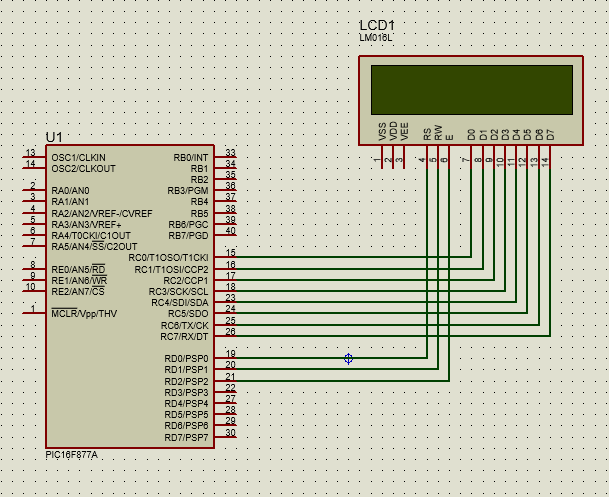 LCD1
LM016L
VSS VDD VEE RS RW E D0 D1 D2 D3 D4 D5 D6 D7
1 2 3 4 5 6 7 8 9 10 11 12 13 14
U1
13 OSC1/CLKIN RB0/INT 33
14 OSC2/CLKOUT RB1 34
RB2 35
2 RA0/AN0 RB3/PGM 36
3 RA1/AN1 RB4 37
4 RA2/AN2/VREF-/CVREF RB5 38
5 RA3/AN3/VREF+ RB6/PGC 39
6 RA4/T0CKI/C1OUT RB7/PGD 40
7 RA5/AN4/SS/C2OUT
RC0/T1OSO/T1CKI 15
8 RE0/AN5/RD RC1/T1OSI/CCP2 16
9 RE1/AN6/WR RC2/CCP1 17
10 RE2/AN7/CS RC3/SCK/SCL 18
RC4/SDI/SDA 23
1 MCLR/Vpp/THV RC5/SDO 24
RC6/TX/CK 25
RC7/RX/DT 26
RD0/PSP0 19
RD1/PSP1 20
RD2/PSP2 21
RD3/PSP3 22
RD4/PSP4 27
RD5/PSP5 28
RD6/PSP6 29
RD7/PSP7 30
PIC16F877A